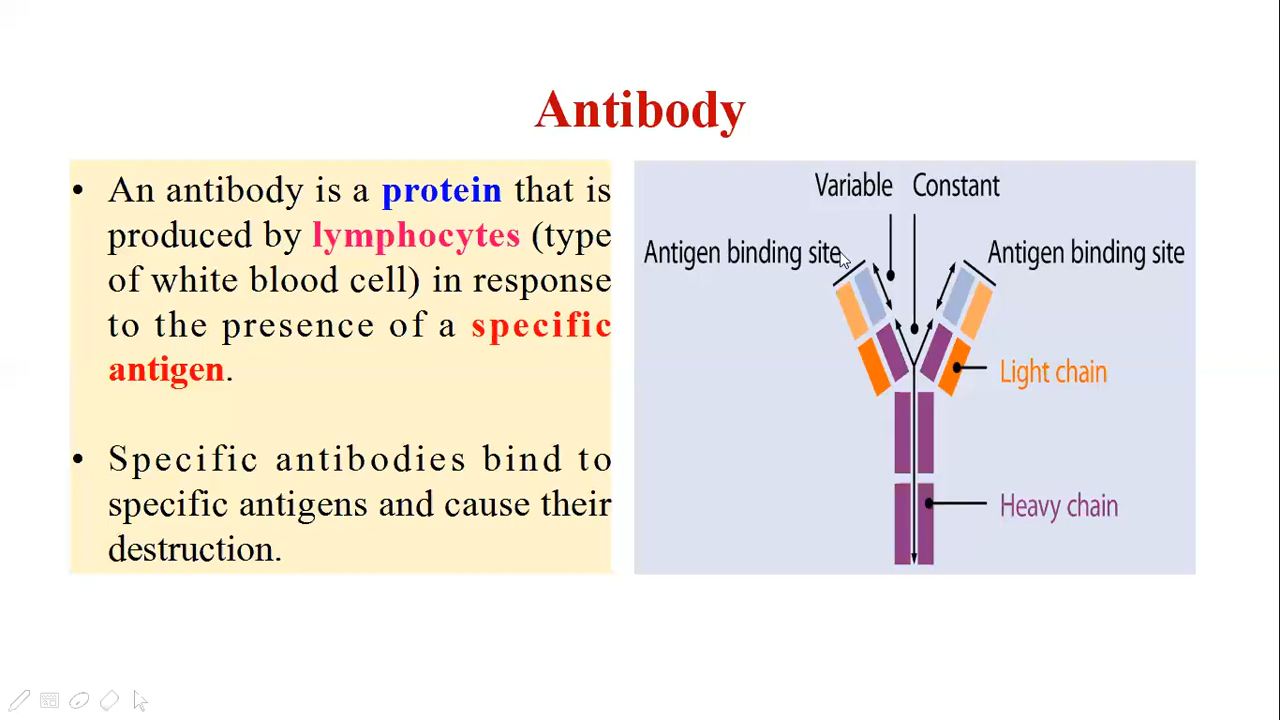 Antibody
• An antibody is a protein that is
produced by lymphocytes (type
of white blood cell) in response
to the presence of a specific
antigen.
• Specific antibodies bind to
specific antigens and cause their
destruction.
Variable Constant
Antigen binding site
Antigen binding site
Light chain
Heavy chain